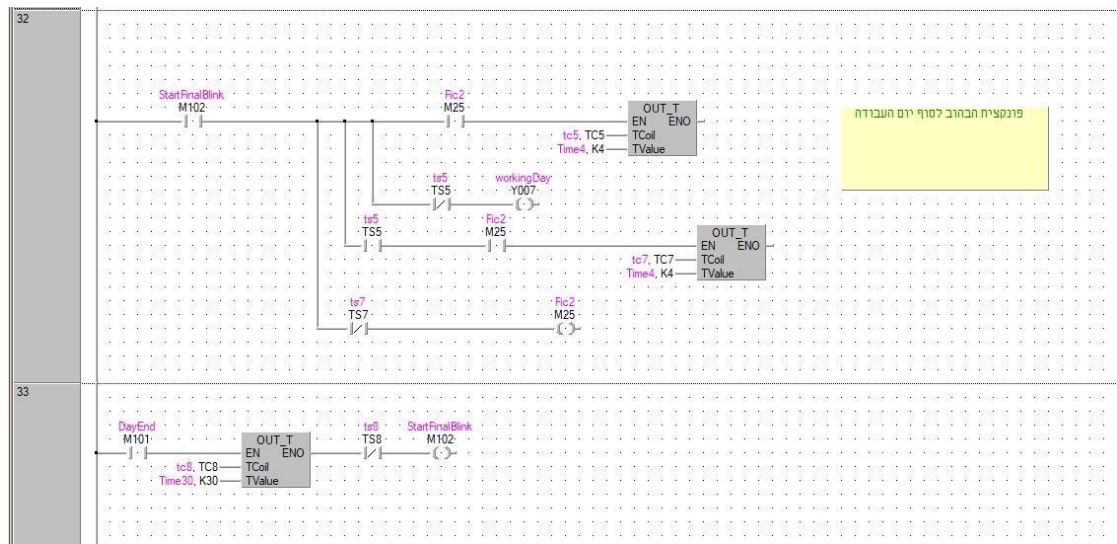 32
StartFinalBlink
M102
Fic2
M25
OUT_T
EN ENO
tc5, TC5 TCoil
Time4, K4 TValue
פונקצית הבהוב לסוף יום העבודה
ts5
TS5
workingDay
Y007
ts5
TS5
Fic2
M25
OUT_T
EN ENO
tc7, TC7 TCoil
Time4, K4 TValue
ts7
TS7
Fic2
M25
33
DayEnd
M101
OUT_T
EN ENO
tc8, TC8 TCoil
Time30, K30 TValue
ts8
TS8
StartFinalBlink
M102